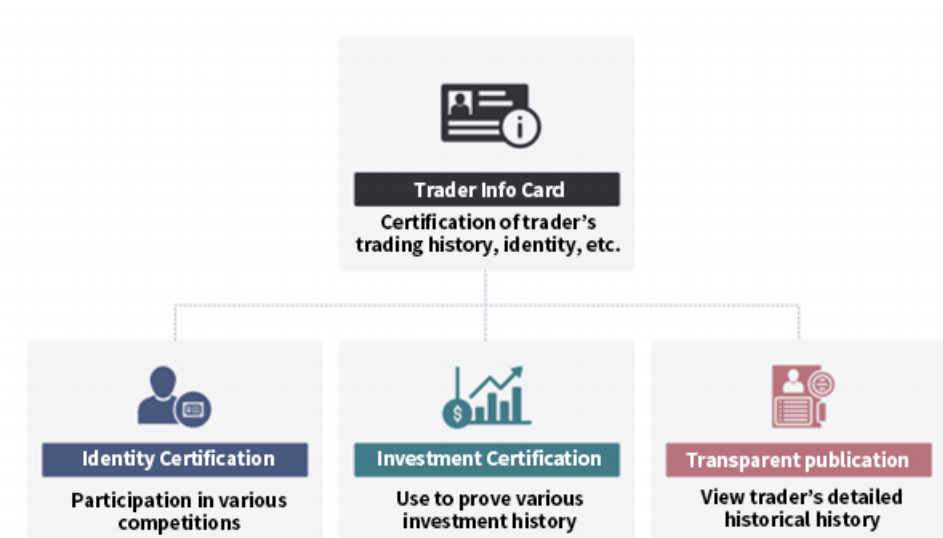 Trader Info Card
Certification of trader's
trading history, identity, etc.
Identity Certification
Participation in various
competitions
Investment Certification
Use to prove various
investment history
Transparent publication
View trader's detailed
historical history